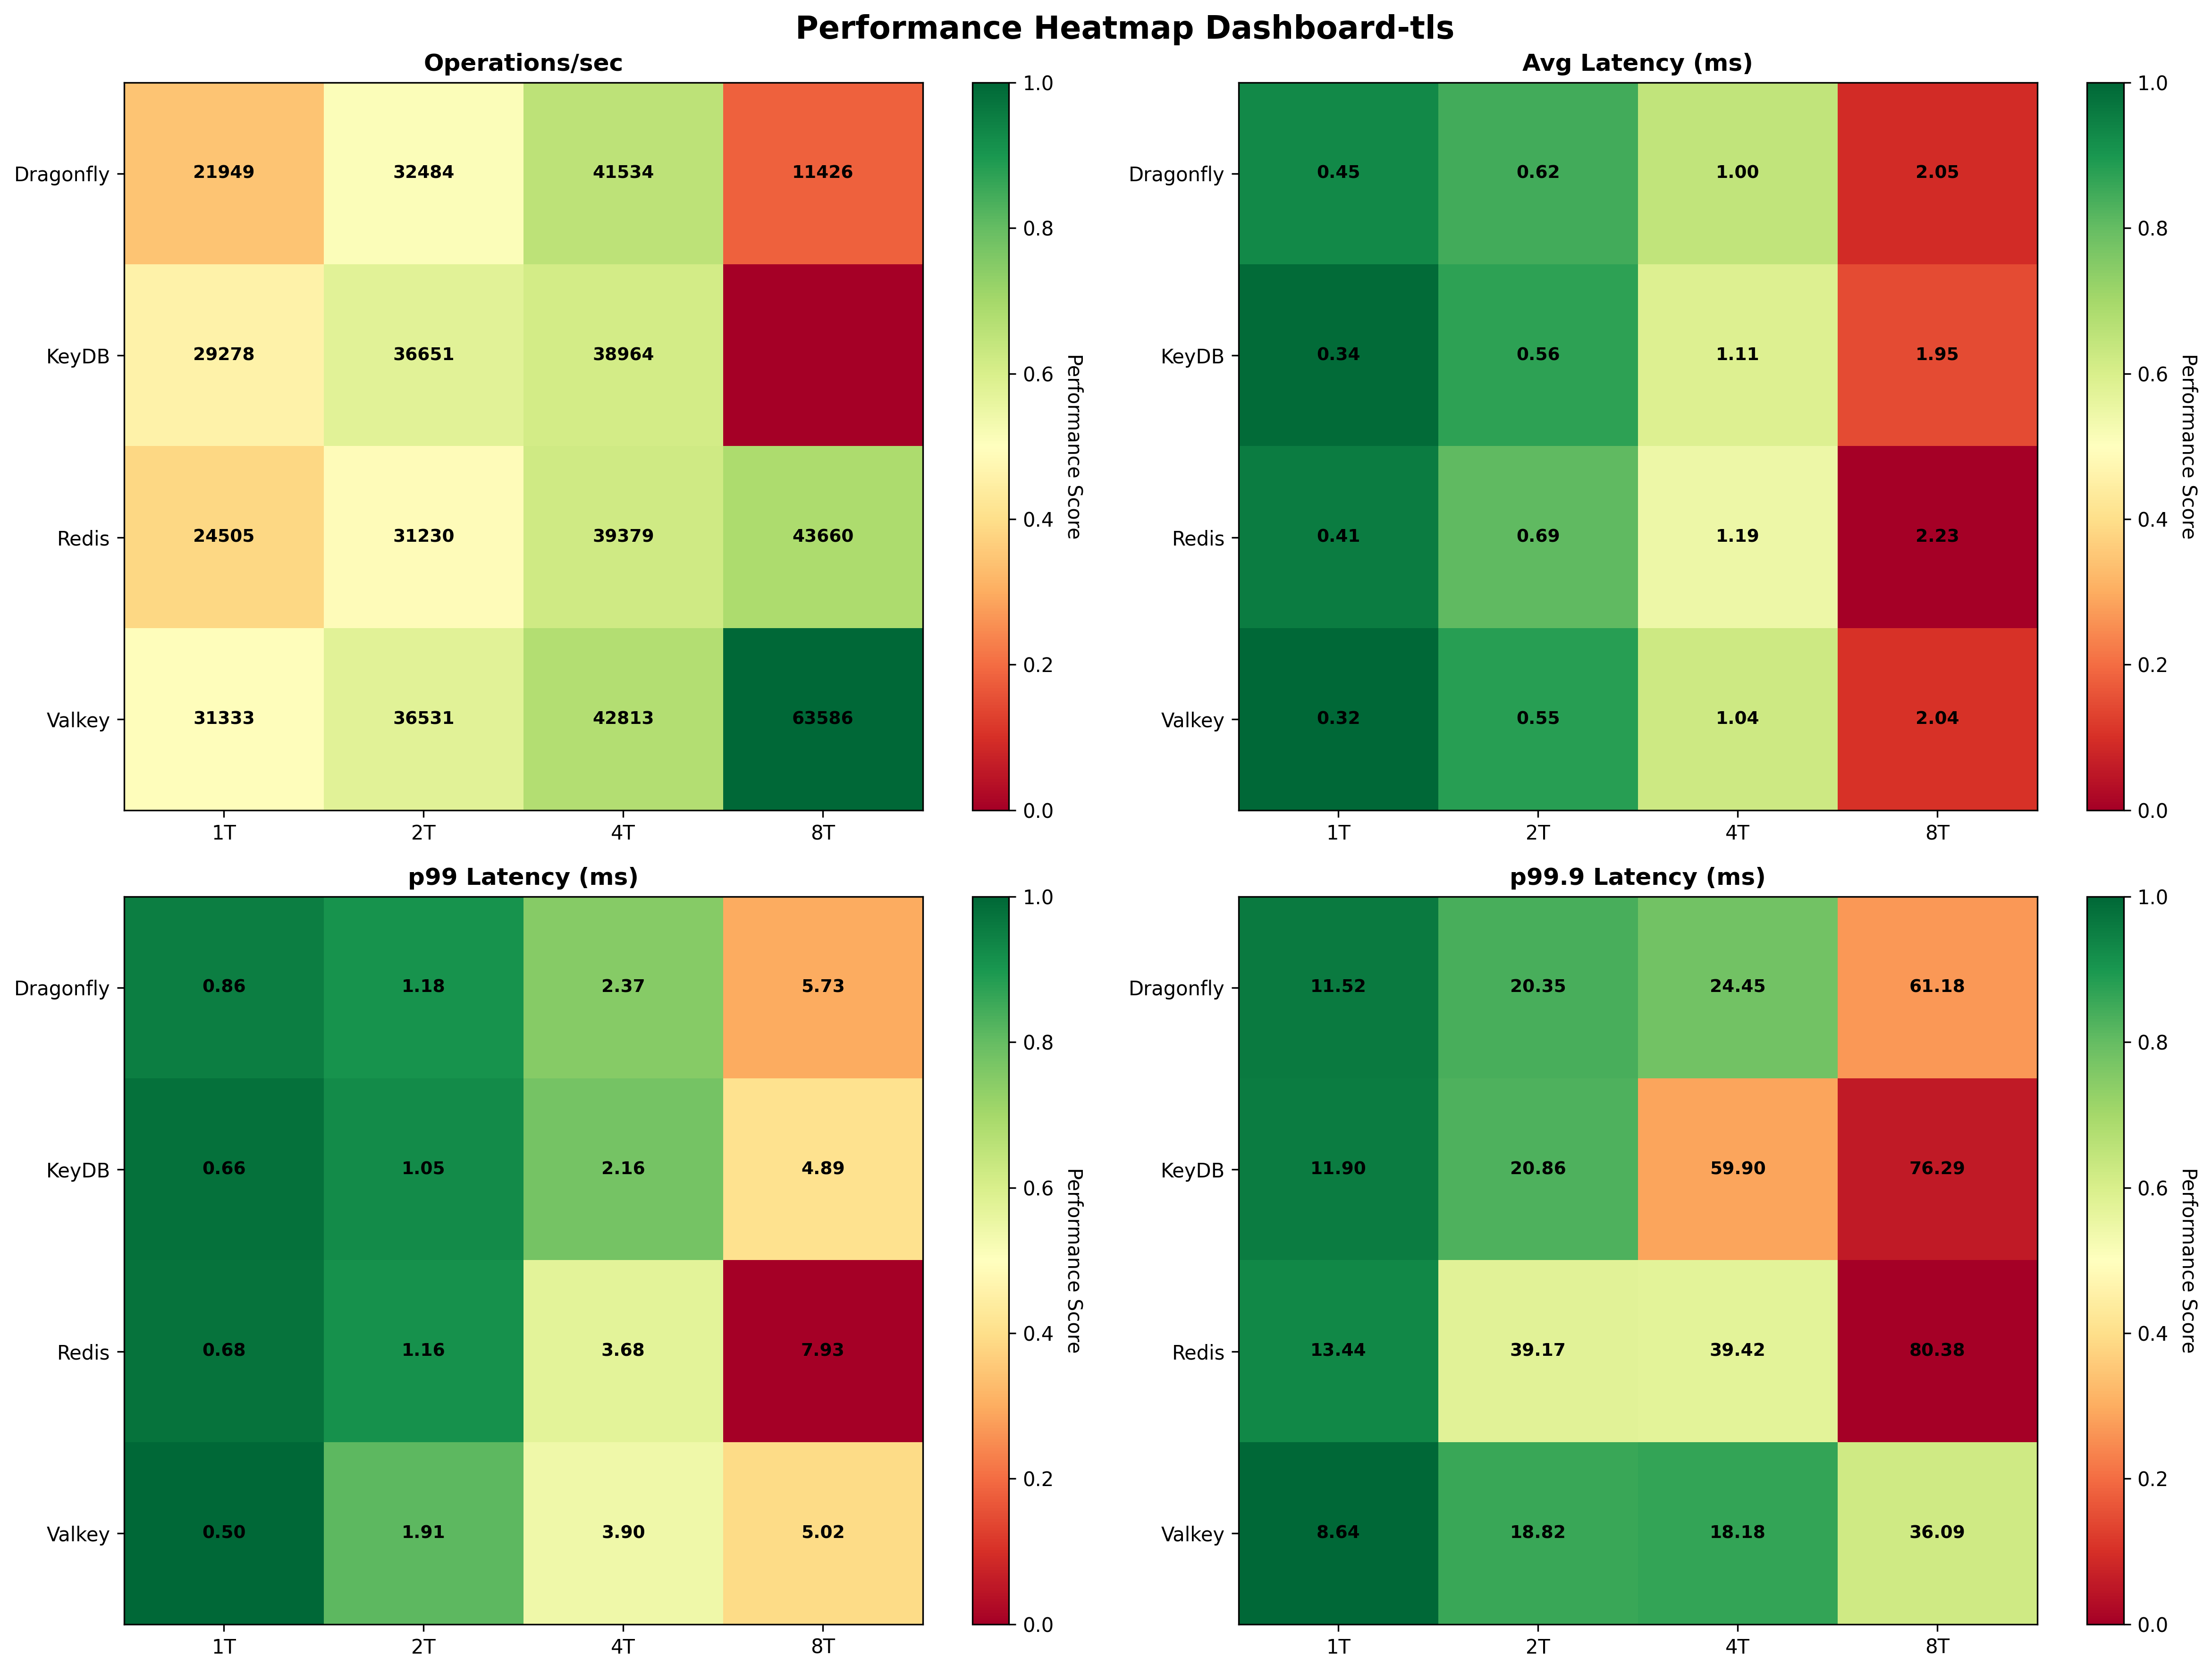 Performance Heatmap Dashboard-tls
Operations/sec
Dragonfly 21949 32484 41534 11426
KeyDB 29278 36651 38964
Redis 24505 31230 39379 43660
Valkey 31333 36531 42813 63586
1T 2T 4T 8T
1.0
0.8
0.6
0.4
0.2
0.0
Performance Score
Avg Latency (ms)
Dragonfly 0.45 0.62 1.00 2.05
KeyDB 0.34 0.56 1.11 1.95
Redis 0.41 0.69 1.19 2.23
Valkey 0.32 0.55 1.04 2.04
1T 2T 4T 8T
1.0
0.8
0.6
0.4
0.2
0.0
Performance Score
p99 Latency (ms)
Dragonfly 0.86 1.18 2.37 5.73
KeyDB 0.66 1.05 2.16 4.89
Redis 0.68 1.16 3.68 7.93
Valkey 0.50 1.91 3.90 5.02
1T 2T 4T 8T
1.0
0.8
0.6
0.4
0.2
0.0
Performance Score
p99.9 Latency (ms)
Dragonfly 11.52 20.35 24.45 61.18
KeyDB 11.90 20.86 59.90 76.29
Redis 13.44 39.17 39.42 80.38
Valkey 8.64 18.82 18.18 36.09
1T 2T 4T 8T
1.0
0.8
0.6
0.4
0.2
0.0
Performance Score